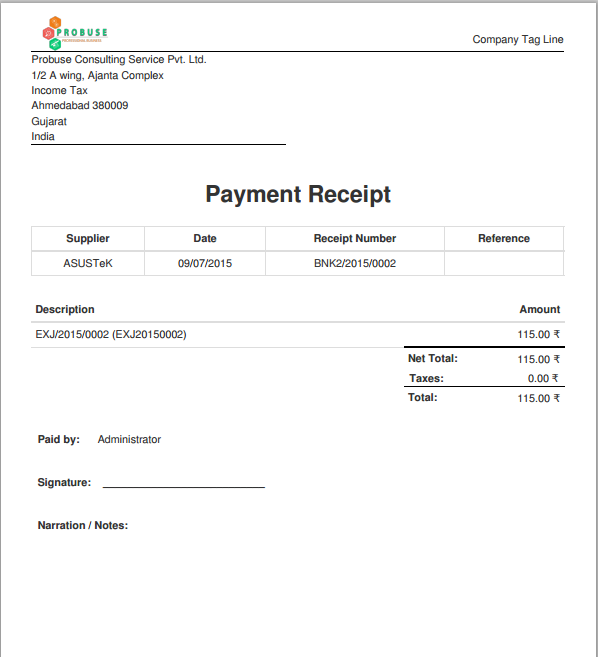 PROBUSE
Company Tag Line
Probuse Consulting Service Pvt. Ltd.
1/2 A wing, Ajanta Complex
Income Tax
Ahmedabad 380009
Gujarat
India
Payment Receipt
Supplier Date Receipt Number Reference
ASUSTeK 09/07/2015 BNK2/2015/0002
Description Amount
EXJ/2015/0002 (EXJ20150002) 115.00 ₹
Net Total: 115.00 ₹
Taxes: 0.00 ₹
Total: 115.00 ₹
Paid by: Administrator
Signature:
Narration / Notes: